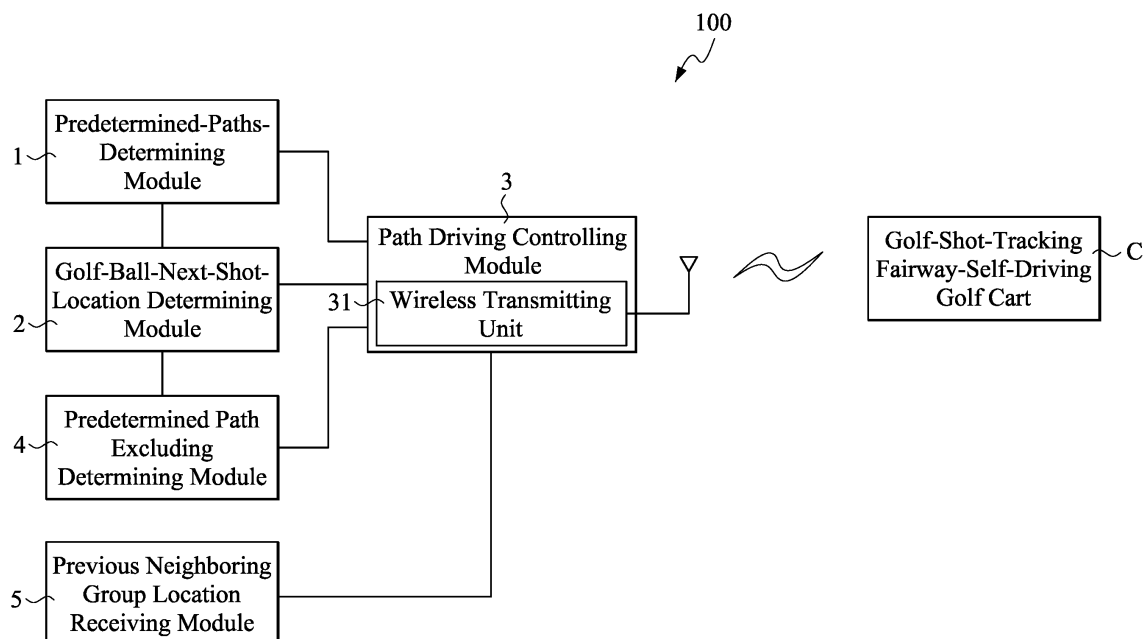 100
Predetermined-Paths-
Determining
Module
1
Golf-Ball-Next-Shot-
Location Determining
Module
2
Predetermined Path
Excluding
Determining Module
4
Previous Neighboring
Group Location
Receiving Module
5
3
Path Driving Controlling
Module
31
Wireless Transmitting
Unit
Golf-Shot-Tracking
Fairway-Self-Driving
Golf Cart
C